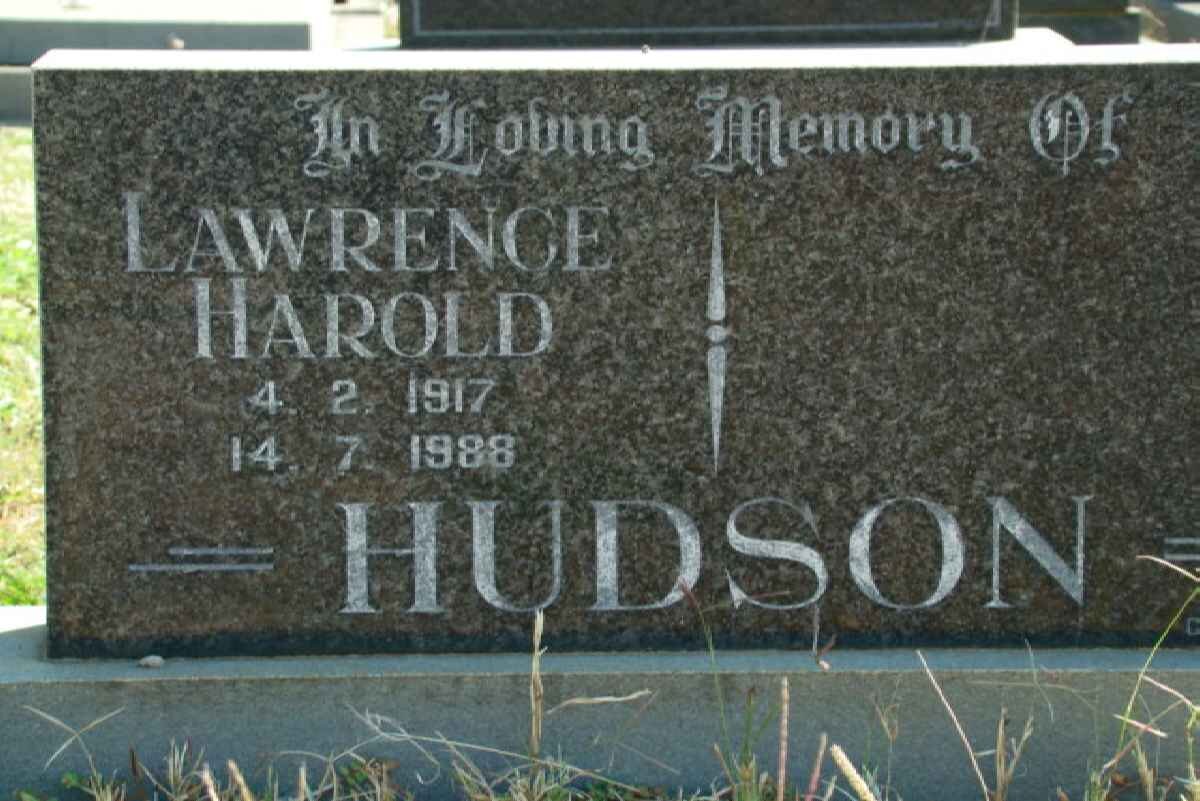 In Loving Memory Of
LAWRENCE
HAROLD
4. 2. 1917
14. 7. 1988
HUDSON